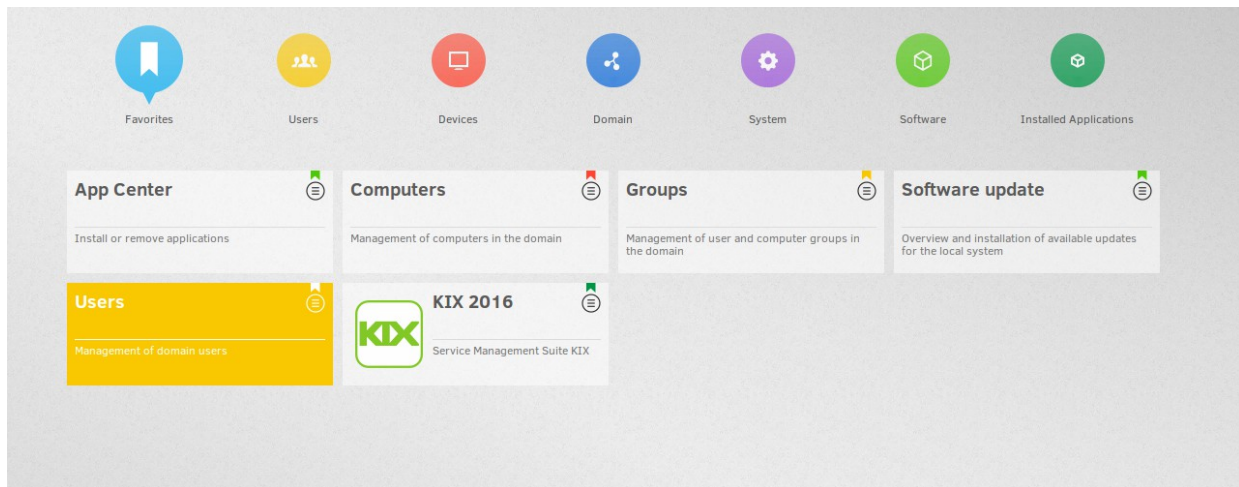 Favorites
Users
Devices
Domain
System
Software
Installed Applications
App Center
Install or remove applications
Computers
Management of computers in the domain
Groups
Management of user and computer groups in
the domain
Software update
Overview and installation of available updates
for the local system
Users
Management of domain users
KIX
KIX 2016
Service Management Suite KIX